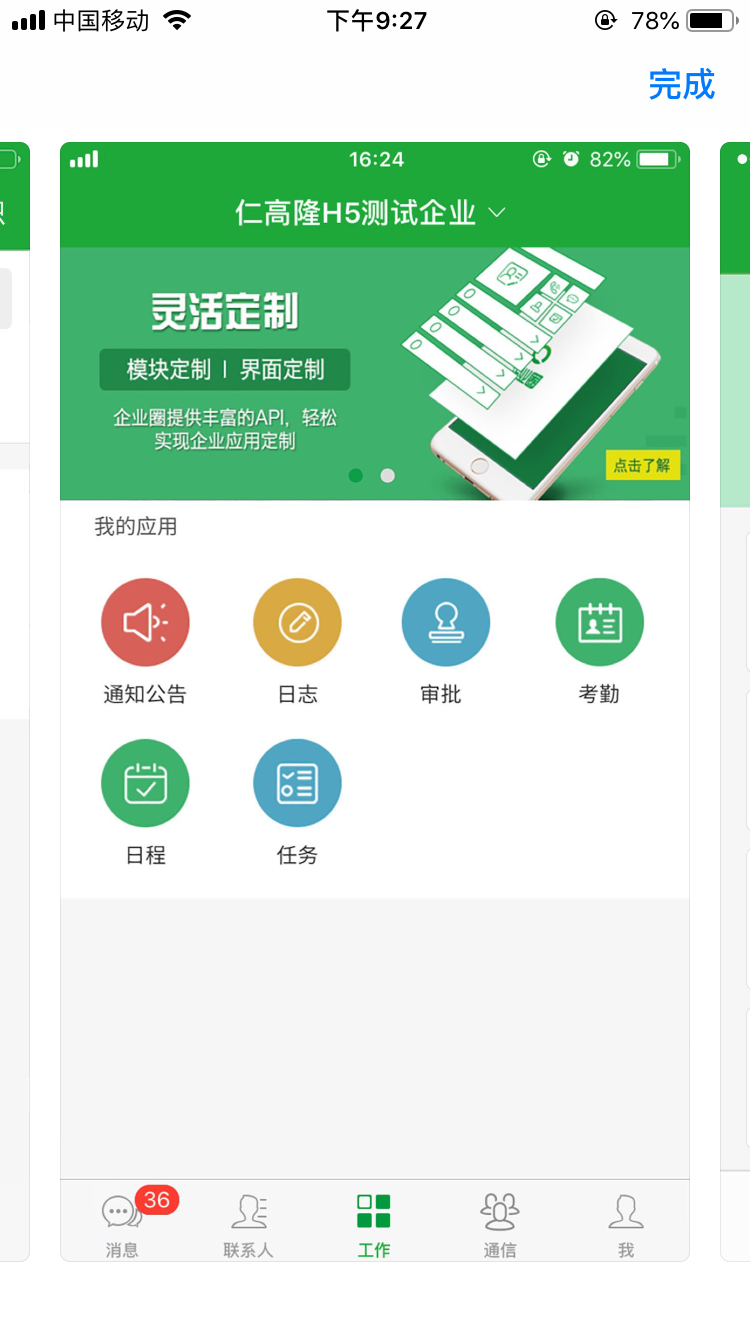 中国移动
下午9:27
78%
完成
16:24
82%
仁高隆H5测试企业
灵活定制
模块定制 | 界面定制
企业圈提供丰富的API，轻松
实现企业应用定制
点击了解
我的应用
通知公告
日志
审批
考勤
日程
任务
36
消息
联系人
工作
通信
我